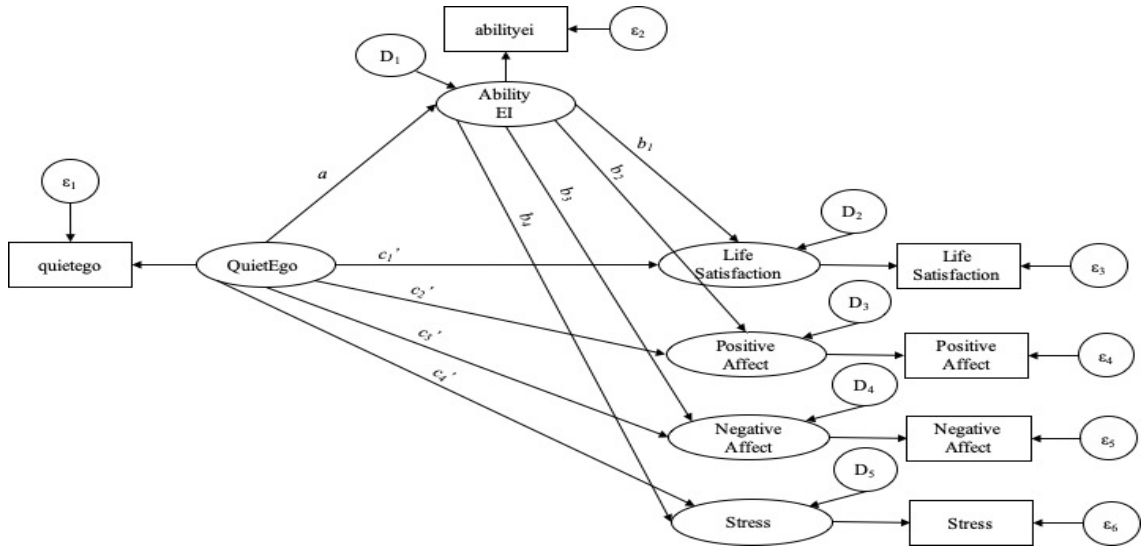 abilityei
ε₂
D₁
Ability
EI
b₁
a
b₂
ε₁
b₃
D₂
b₄
quietego
QuietEgo
c₁'
Life
Satisfaction
Life
Satisfaction
ε₃
c₂'
D₃
c₃'
Positive
Affect
Positive
Affect
ε₄
c₄'
D₄
Negative
Affect
Negative
Affect
ε₅
D₅
Stress
Stress
ε₆